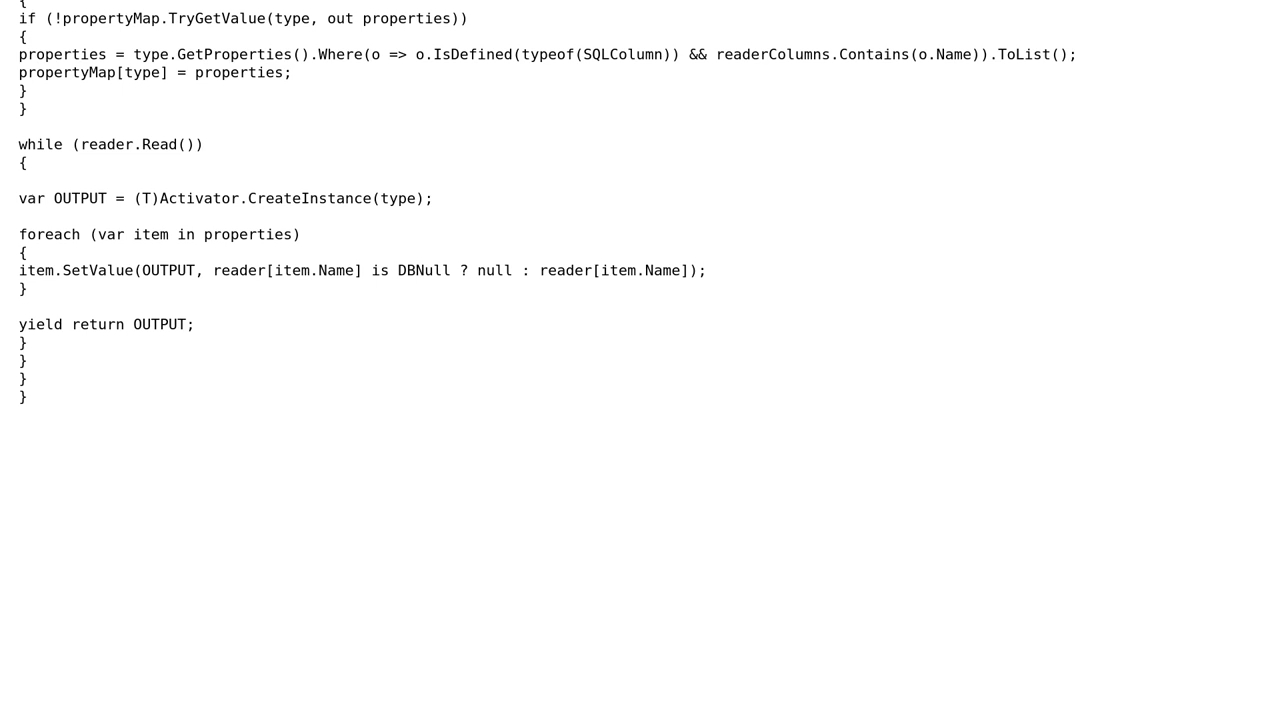 {
if (!propertyMap.TryGetValue(type, out properties))
{
properties = type.GetProperties().Where(o => o.IsDefined(typeof(SQLColumn)) && readerColumns.Contains(o.Name)).ToList();
propertyMap[type] = properties;
}
}
while (reader.Read())
{
var OUTPUT = (T)Activator.CreateInstance(type);
foreach (var item in properties)
{
item.SetValue(OUTPUT, reader[item.Name] is DBNull ? null : reader[item.Name]);
}
yield return OUTPUT;
}
}
}
}